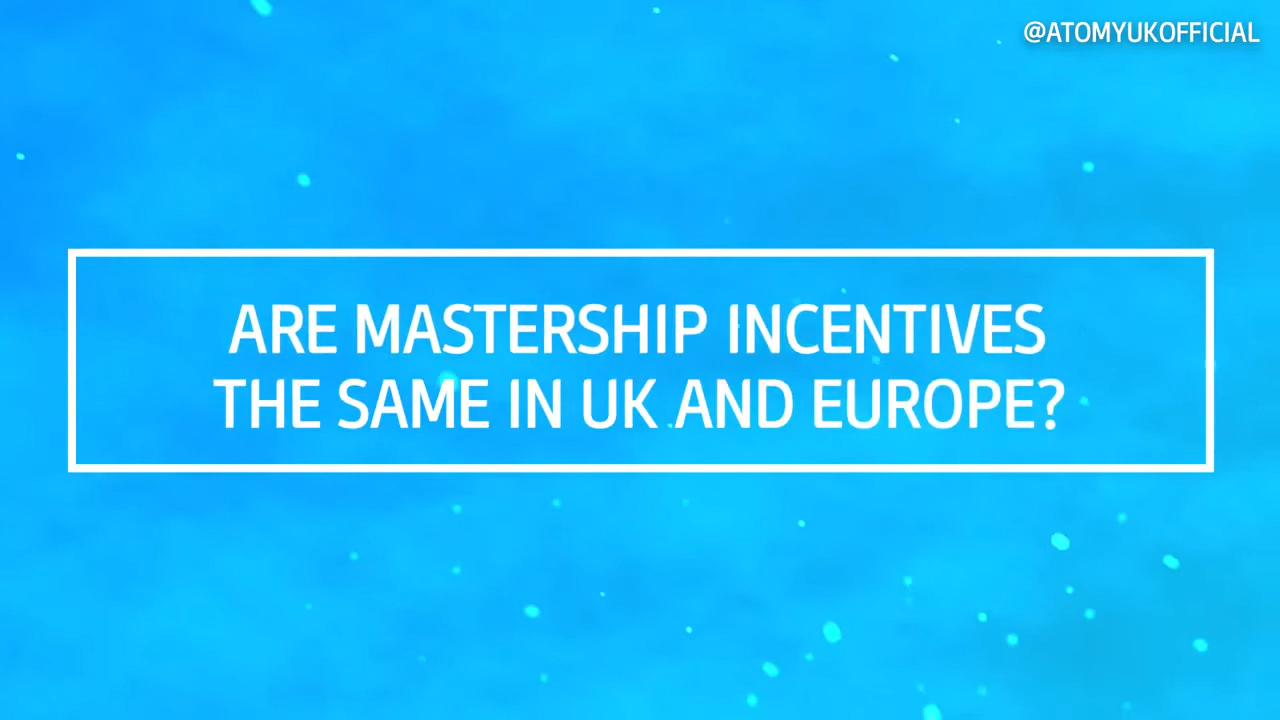 @ATOMYUKOFFICIAL
ARE MASTERSHIP INCENTIVES
THE SAME IN UK AND EUROPE?